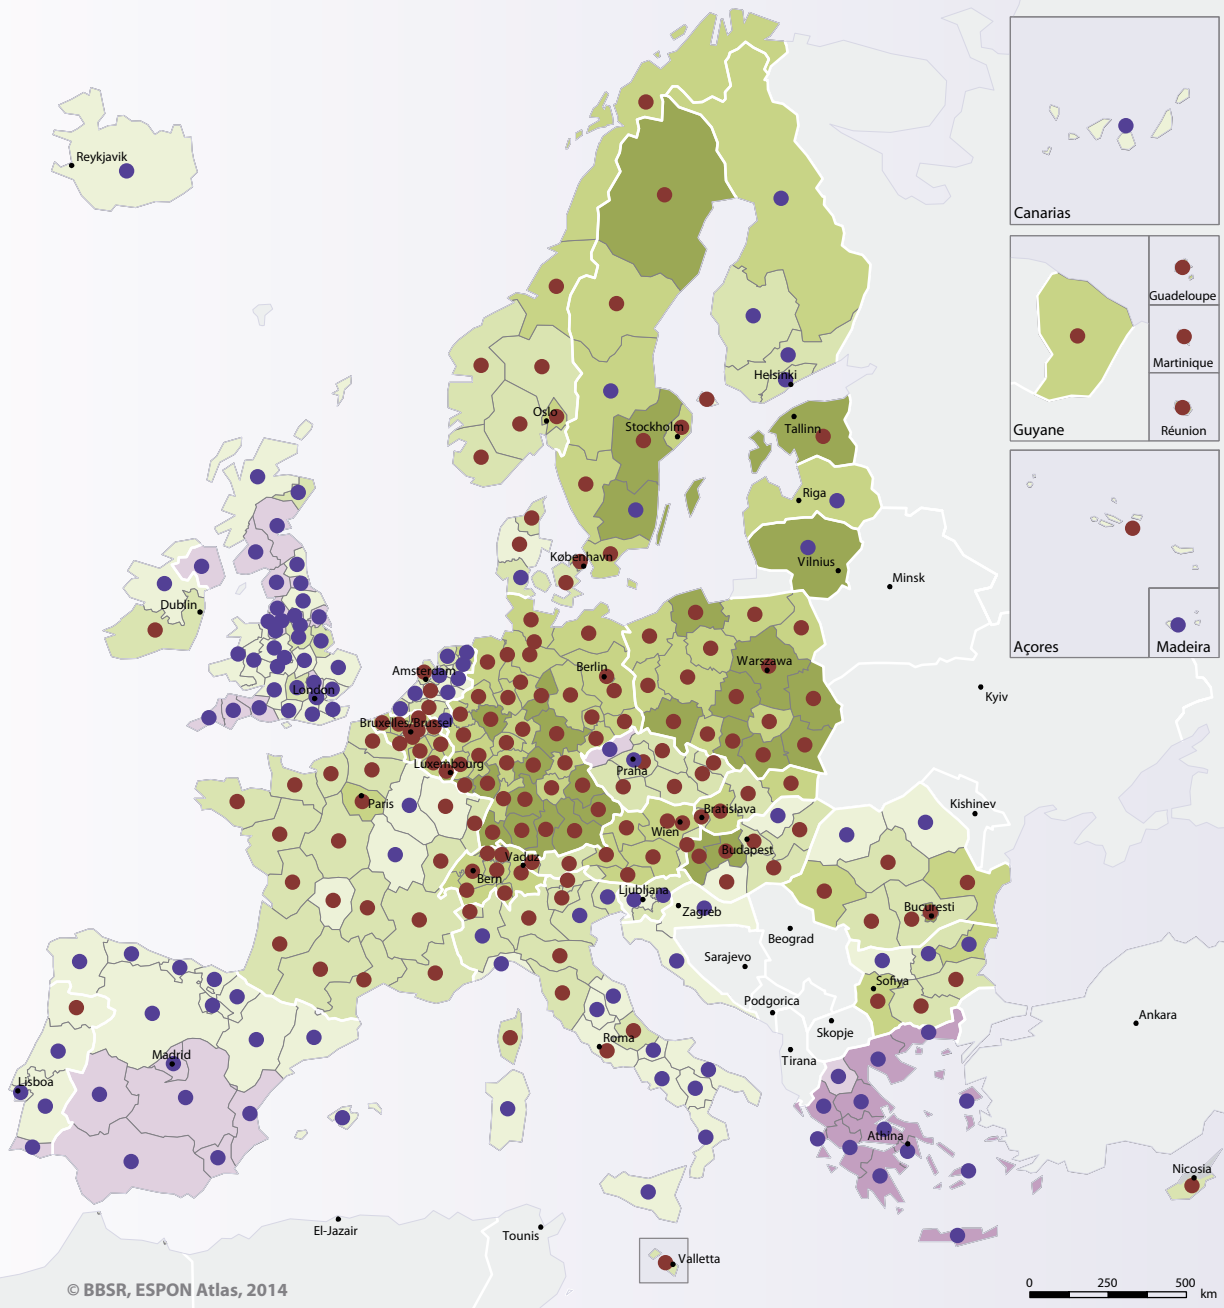 Reykjavik
Canarias
Guadeloupe
Martinique
Guyane
Réunion
Helsinki
Oslo
Stockholm
Tallinn
Riga
København
Vilnius
Minsk
Dublin
Açores
Madeira
Amsterdam
Berlin
Warszawa
London
Kyiv
Bruxelles/Brussel
Luxembourg
Praha
Paris
Bratislava
Kishinev
Wien
Budapest
Vaduz
Bern
Ljubljana
Zagreb
Bucuresti
Beograd
Sarajevo
Sofiya
Podgorica
Ankara
Skopje
Roma
Madrid
Tirana
Lisboa
Athina
Nicosia
El-Jazair
Tounis
Valletta
© BBSR, ESPON Atlas, 2014
0 250 500
km